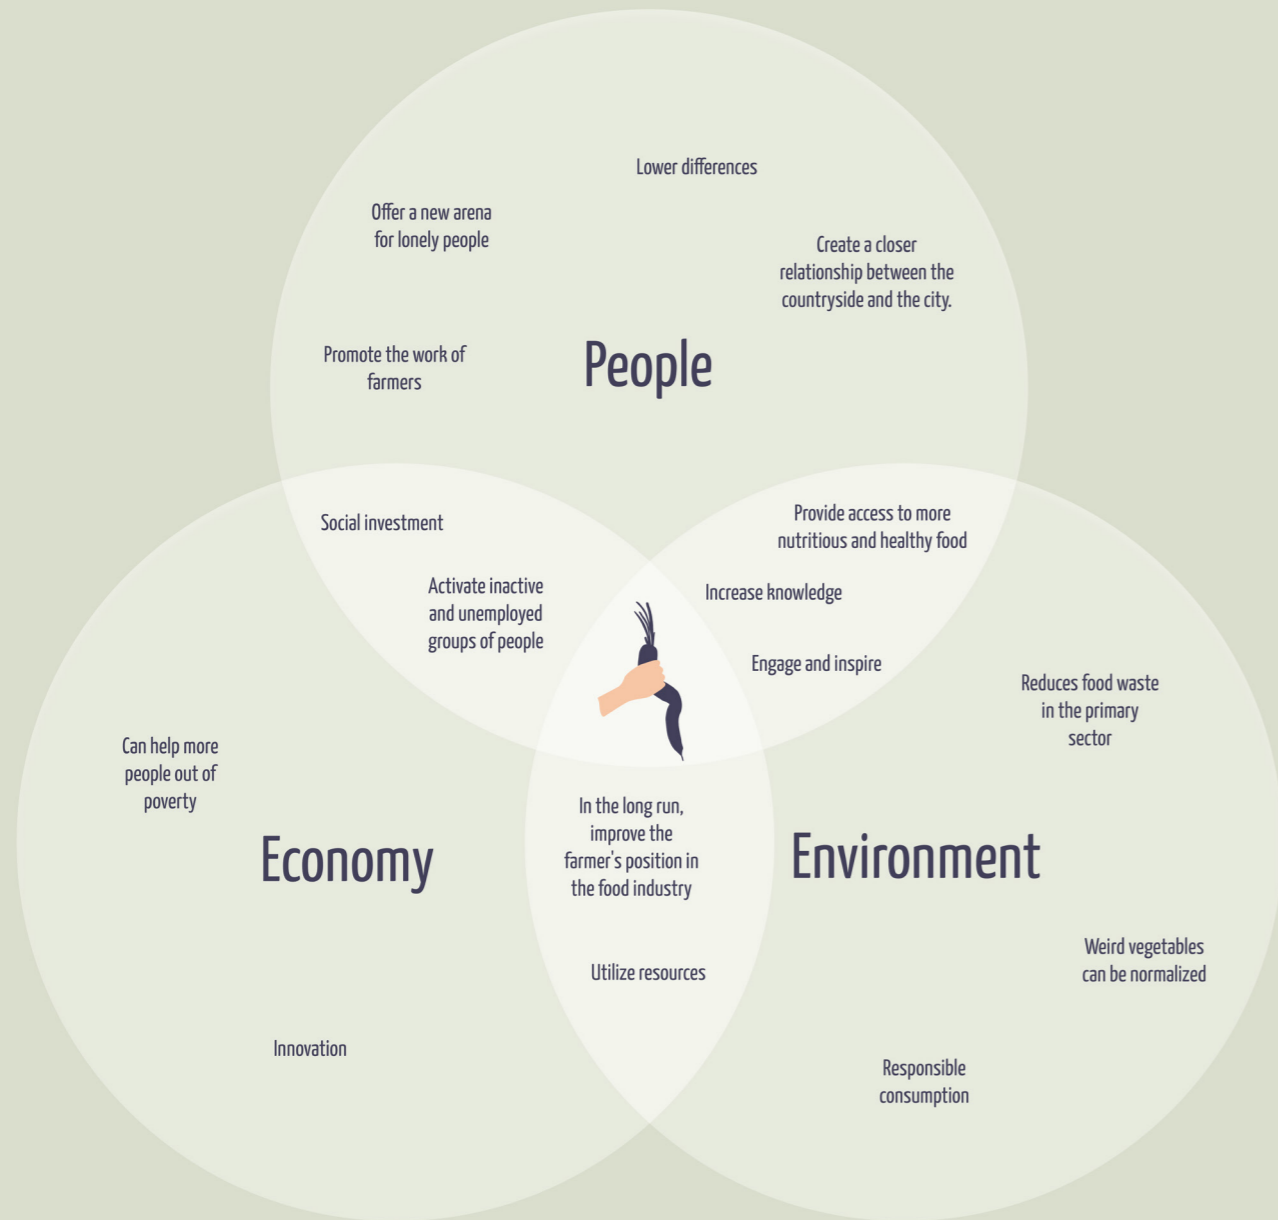 Lower differences
Offer a new arena
for lonely people
Create a closer
relationship between the
countryside and the city.
Promote the work of
farmers
People
Social investment
Provide access to more
nutritious and healthy food
Activate inactive
and unemployed
groups of people
Increase knowledge
Engage and inspire
Reduces food waste
in the primary
sector
Can help more
people out of
poverty
In the long run,
improve the
farmer's position in
the food industry
Economy
Environment
Weird vegetables
can be normalized
Utilize resources
Innovation
Responsible
consumption